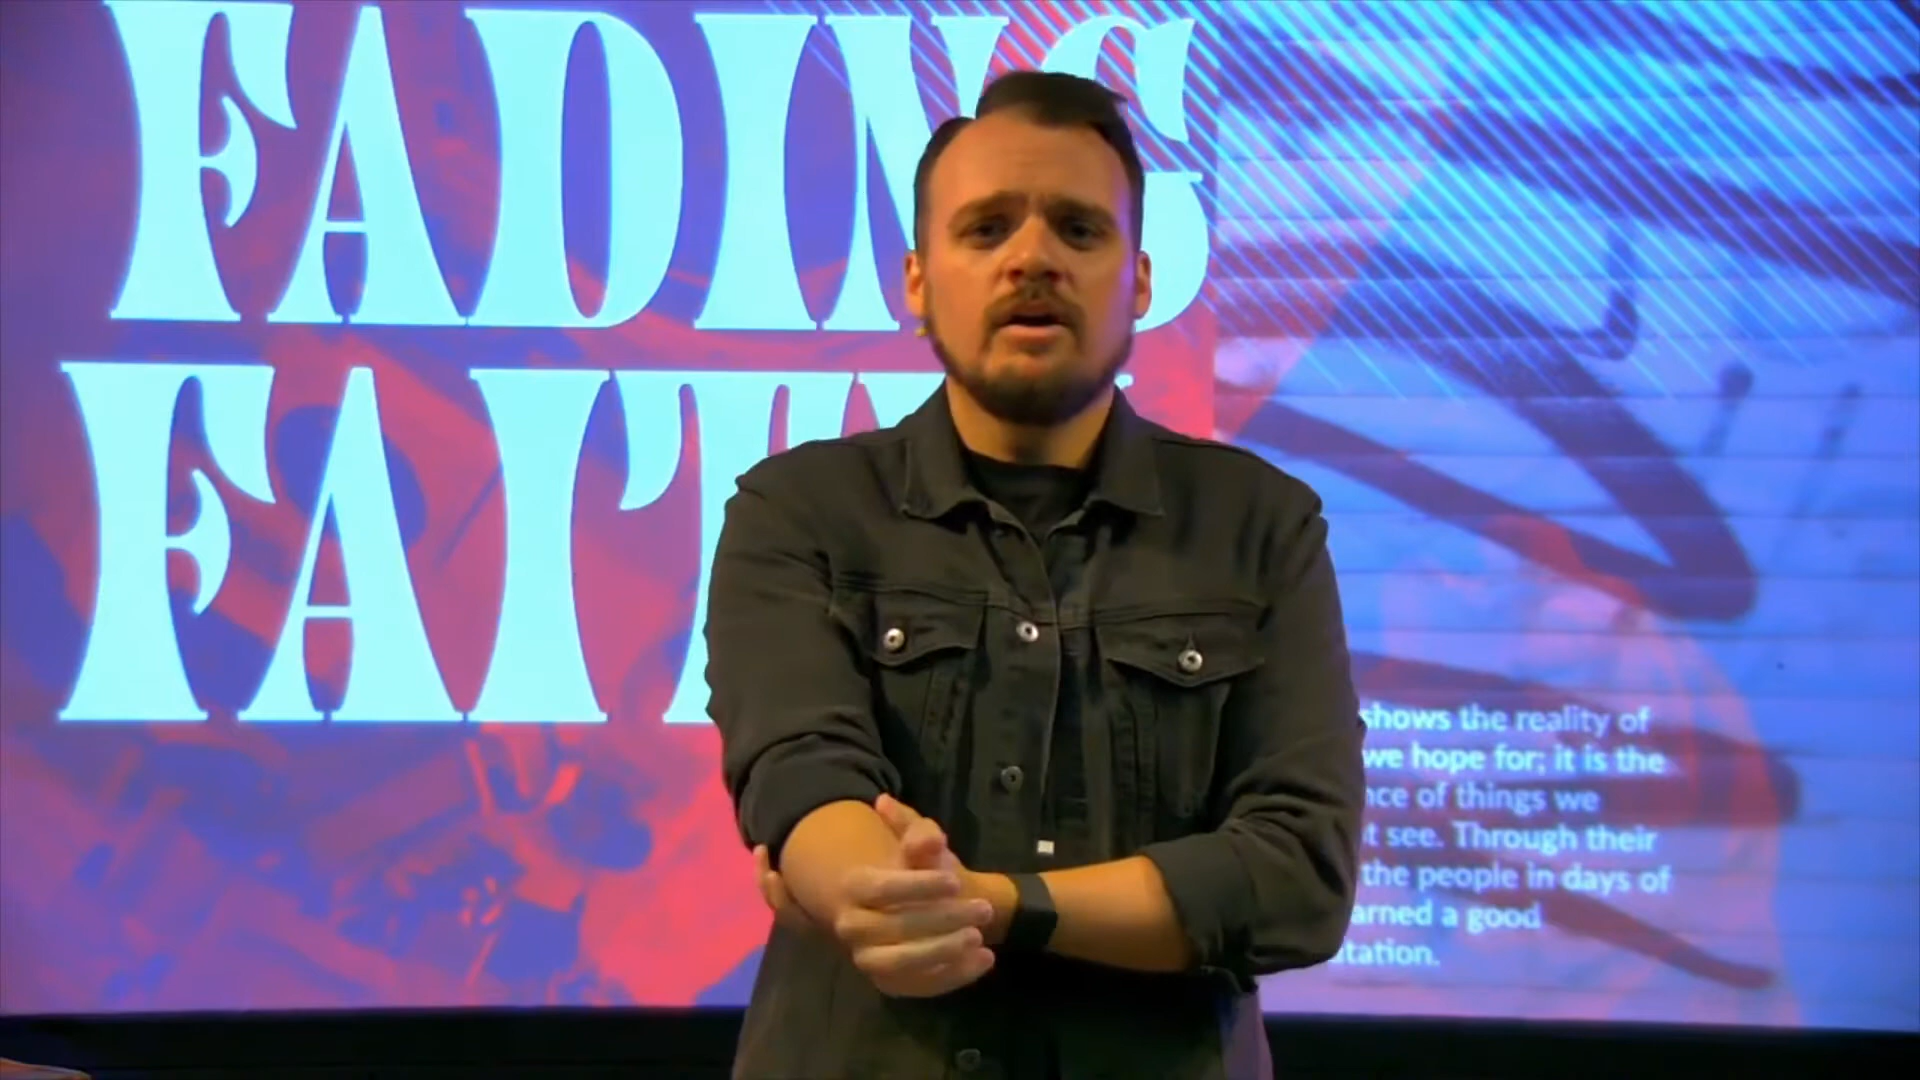 FADING
FAIT
shows the reality of
we hope for; it is the
nce of things we
t see. Through their
the people in days of
arned a good
tation.